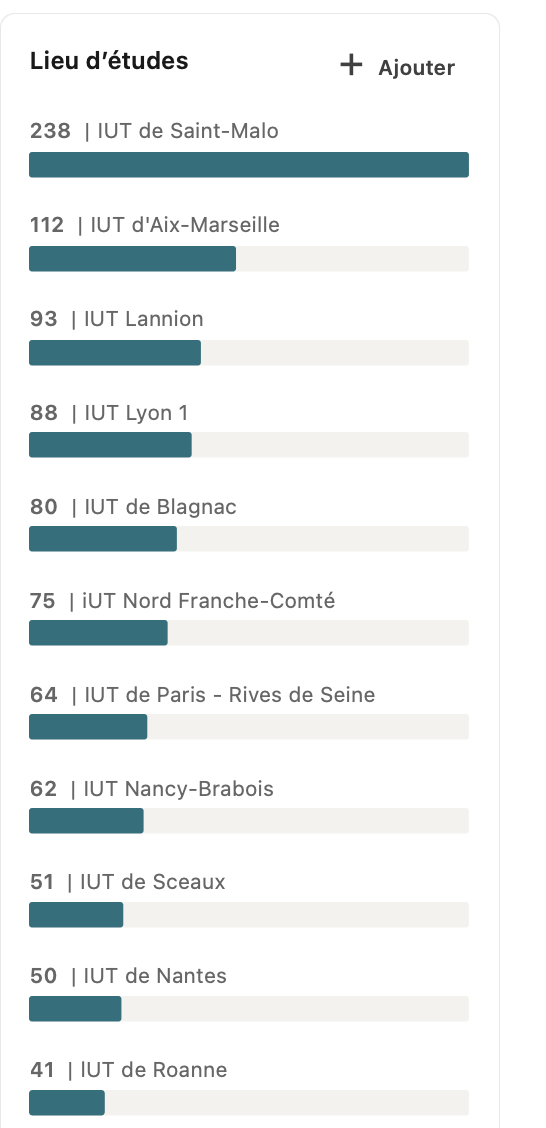 Lieu d’études
+ Ajouter
238 | IUT de Saint-Malo
112 | IUT d'Aix-Marseille
93 | IUT Lannion
88 | IUT Lyon 1
80 | IUT de Blagnac
75 | iUT Nord Franche-Comté
64 | IUT de Paris - Rives de Seine
62 | IUT Nancy-Brabois
51 | IUT de Sceaux
50 | IUT de Nantes
41 | IUT de Roanne